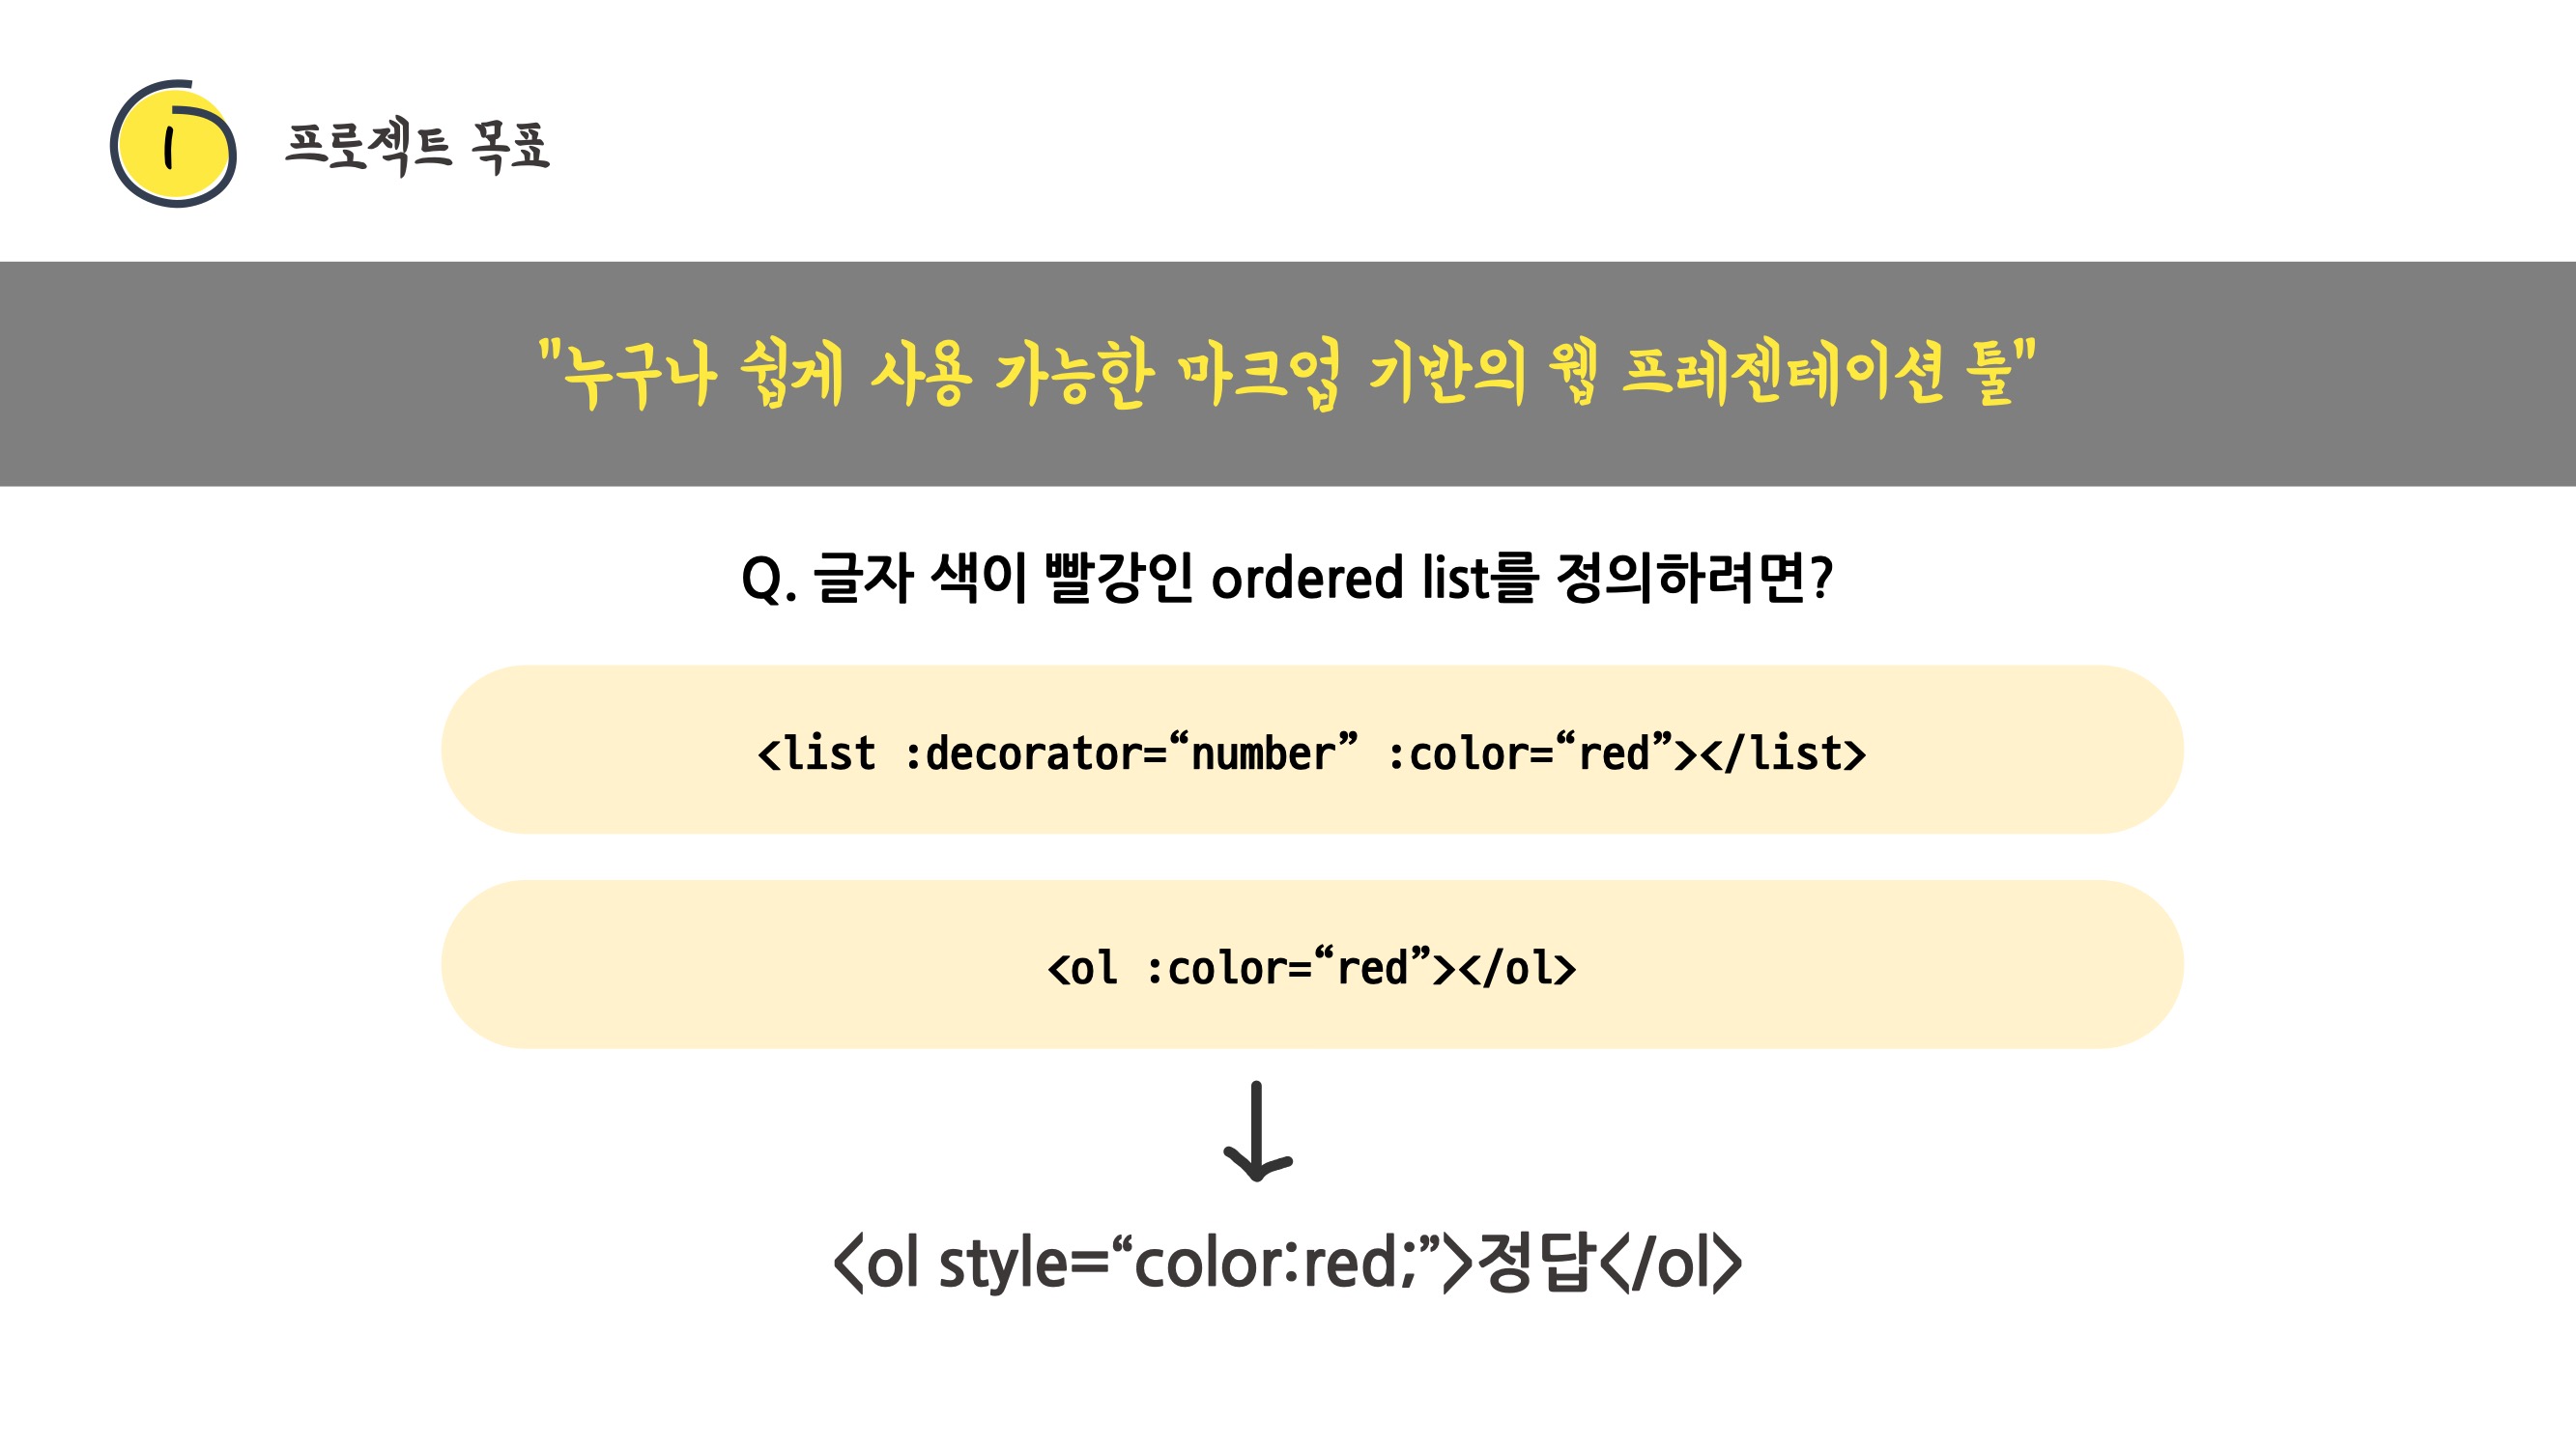 1
프로젝트 목표
"누구나 쉽게 사용 가능한 마크업 기반의 웹 프레젠테이션 툴"
Q. 글자 색이 빨강인 ordered list를 정의하려면?
<list :decorator=“number” :color=“red”></list>
<ol :color=“red”></ol>
<ol style=“color:red;”>정답</ol>